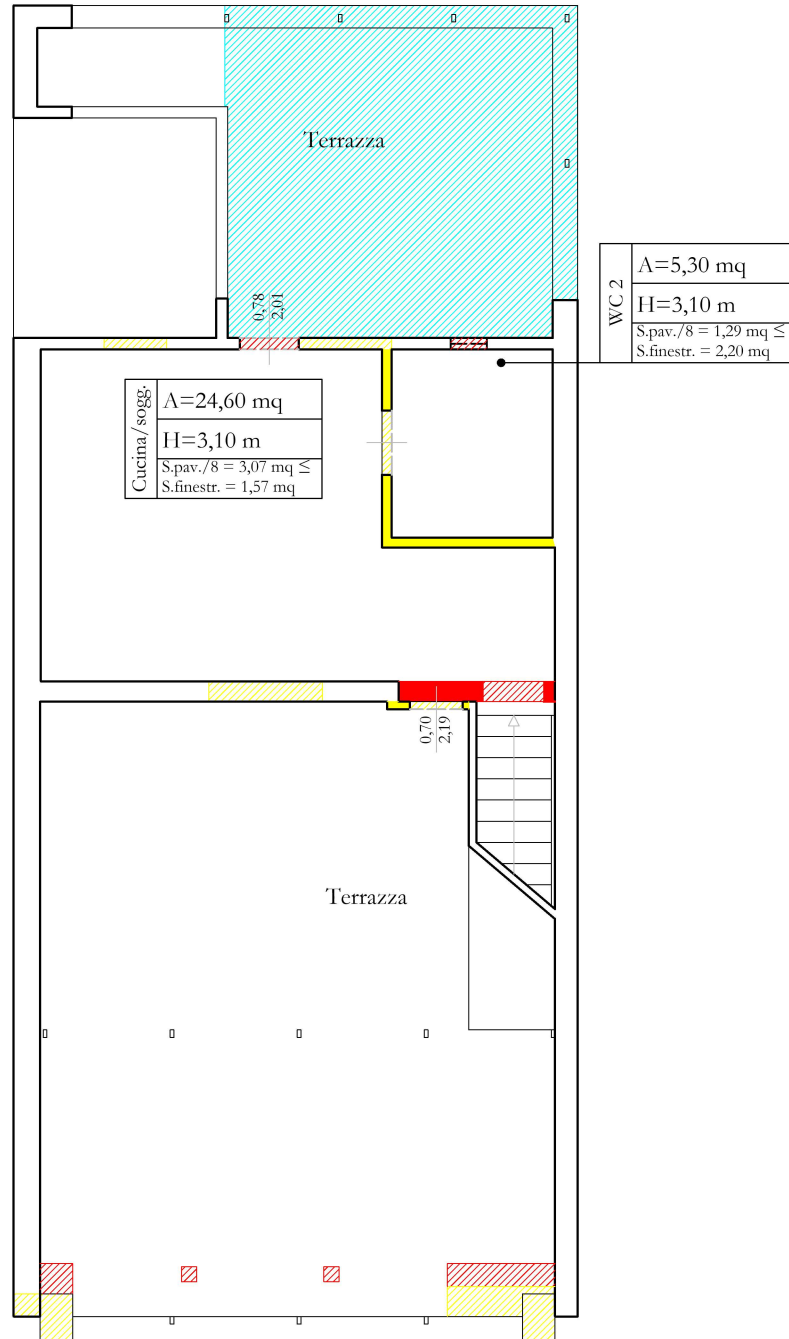 Terrazza
A=5,30 mq
WC 2
H=3,10 m
S.pav./8 = 1,29 mq ≤
S.finestr. = 2,20 mq
0,78
2,01
Cucina/sogg.
A=24,60 mq
H=3,10 m
S.pav./8 = 3,07 mq ≤
S.finestr. = 1,57 mq
0,70
2,19
Terrazza